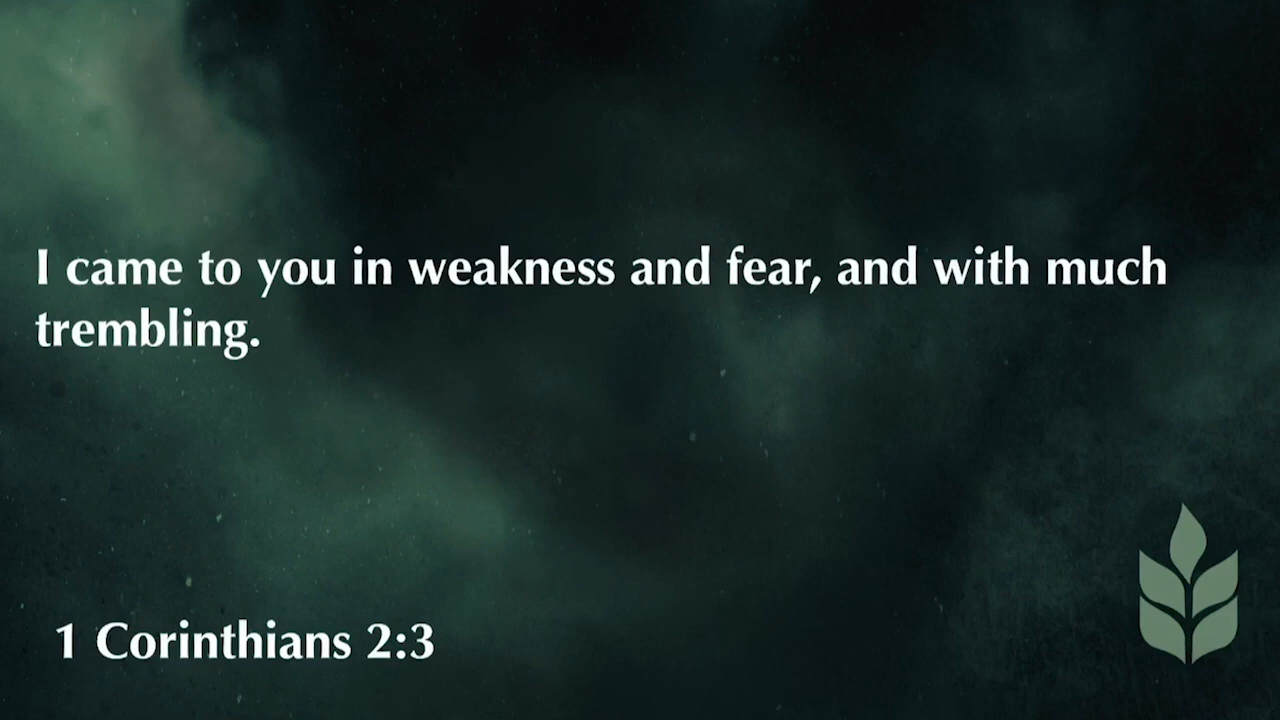 I came to you in weakness and fear, and with much
trembling.
1 Corinthians 2:3